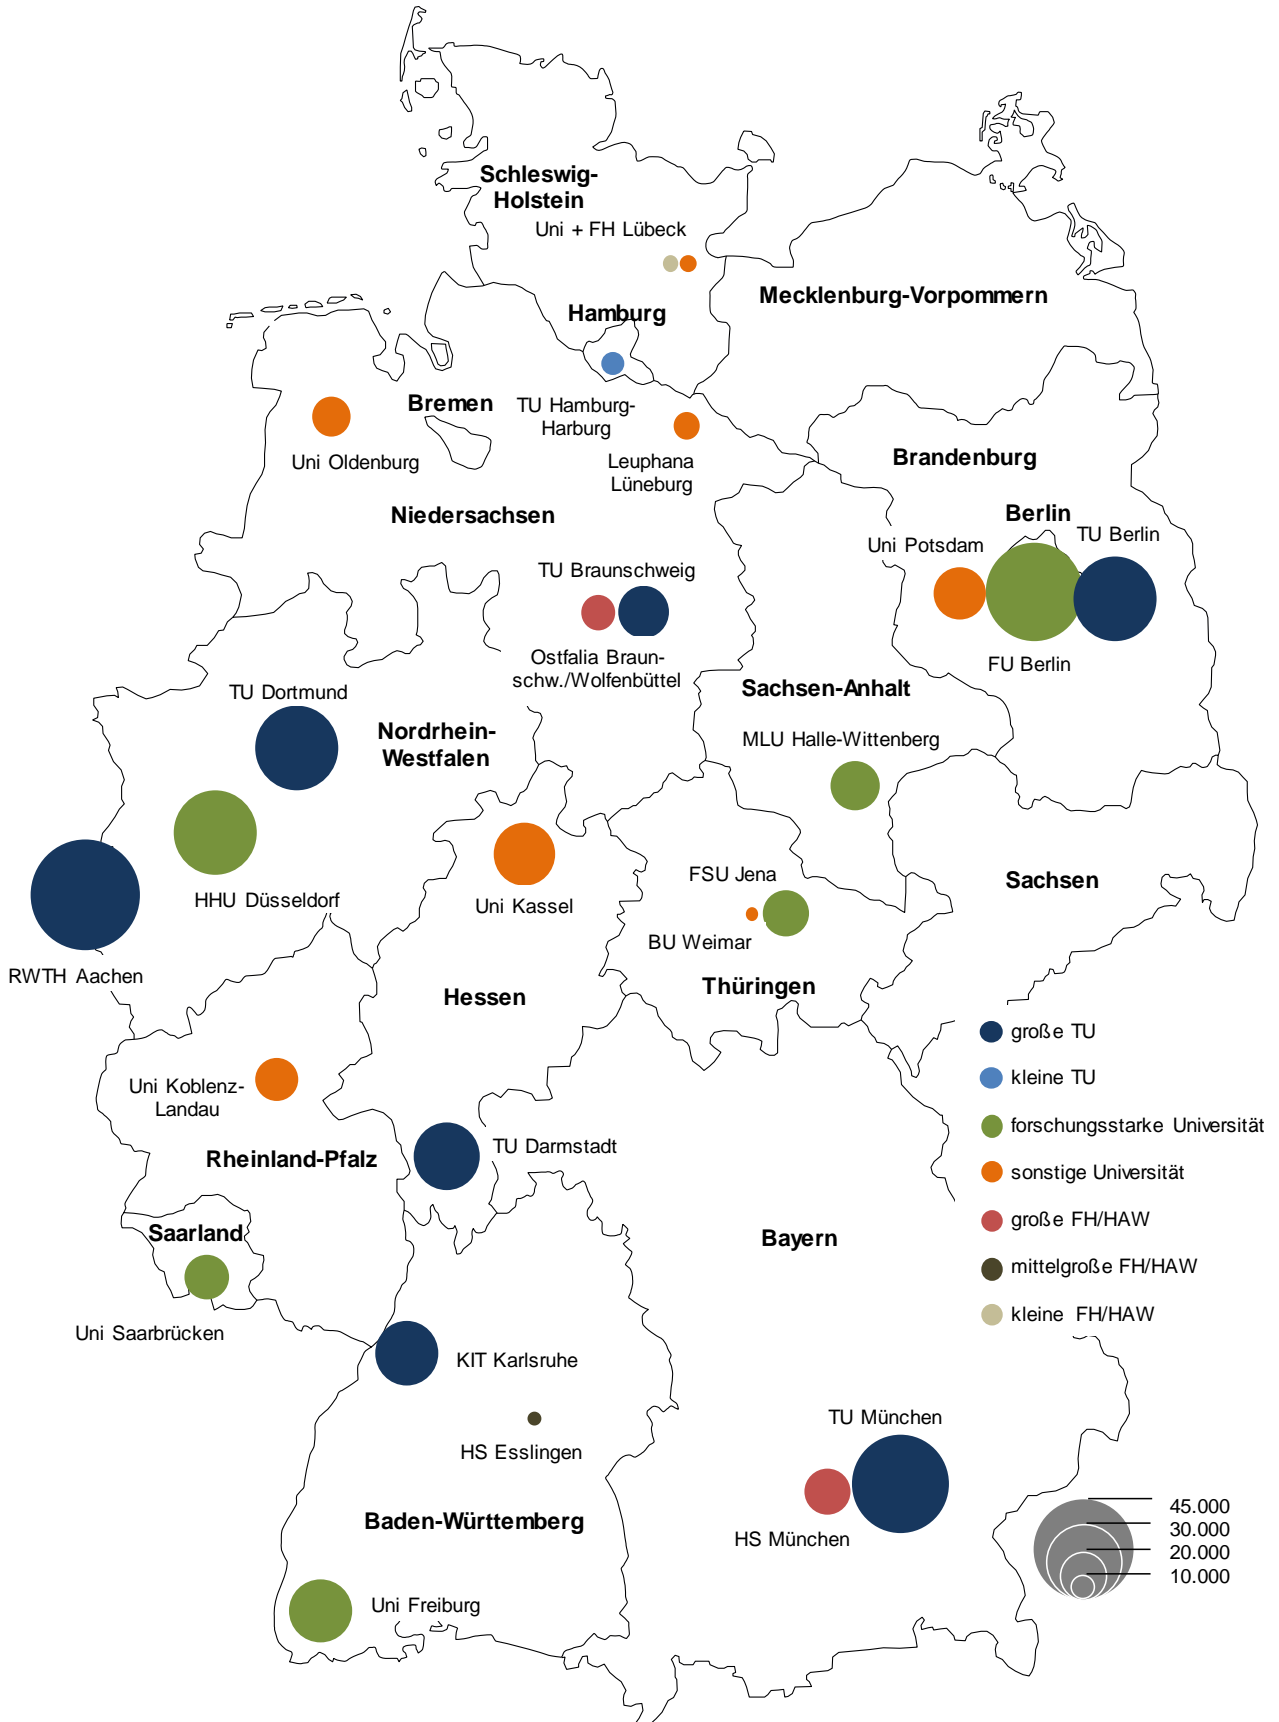 Schleswig-
Holstein
Uni + FH Lübeck
Mecklenburg-Vorpommern
Hamburg
Bremen
TU Hamburg-
Harburg
Uni Oldenburg
Leuphana
Lüneburg
Brandenburg
Niedersachsen
Berlin
TU Berlin
Uni Potsdam
TU Braunschweig
Ostfalia Braun-
schw./Wolfenbüttel
FU Berlin
TU Dortmund
Sachsen-Anhalt
Nordrhein-
Westfalen
MLU Halle-Wittenberg
FSU Jena
Sachsen
HHU Düsseldorf
Uni Kassel
BU Weimar
RWTH Aachen
Hessen
Thüringen
große TU
kleine TU
forschungsstarke Universität
sonstige Universität
große FH/HAW
mittelgroße FH/HAW
kleine FH/HAW
Uni Koblenz-
Landau
TU Darmstadt
Rheinland-Pfalz
Saarland
Bayern
Uni Saarbrücken
KIT Karlsruhe
TU München
HS Esslingen
Baden-Württemberg
HS München
45.000
30.000
20.000
10.000
Uni Freiburg